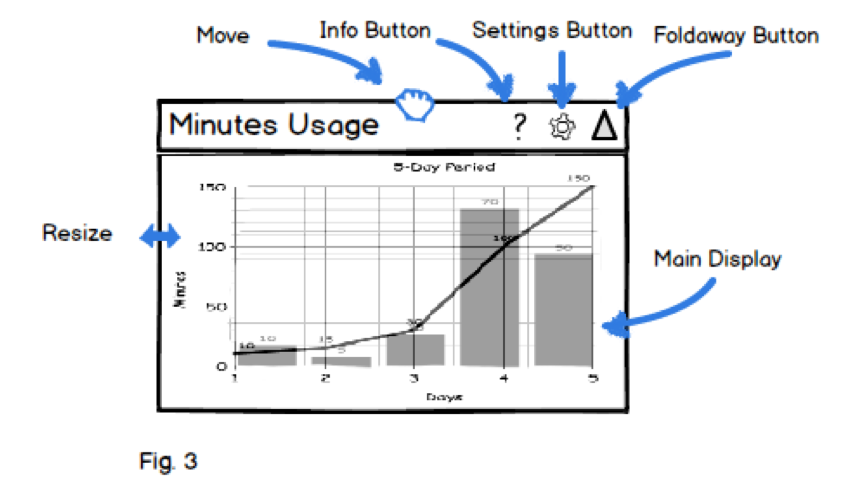 Move
Info Button
Settings Button
Foldaway Button
Minutes Usage
?
5-Day Period
150
150
70
100
100
50
Resize
Main Display
Minutes
50
30
10
10
15
5
0
1
2
3
4
5
Days
Fig. 3